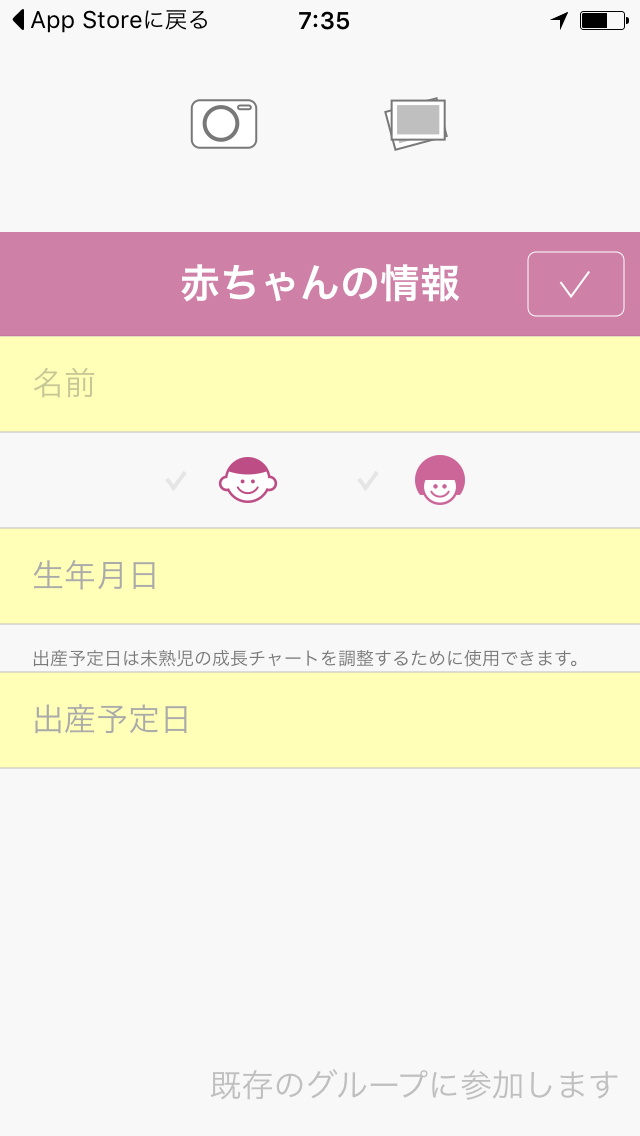 App Storeに戻る 7:35
赤ちゃんの情報
名前
生年月日
出産予定日は未熟児の成長チャートを調整するために使用できます。
出産予定日
既存のグループに参加します